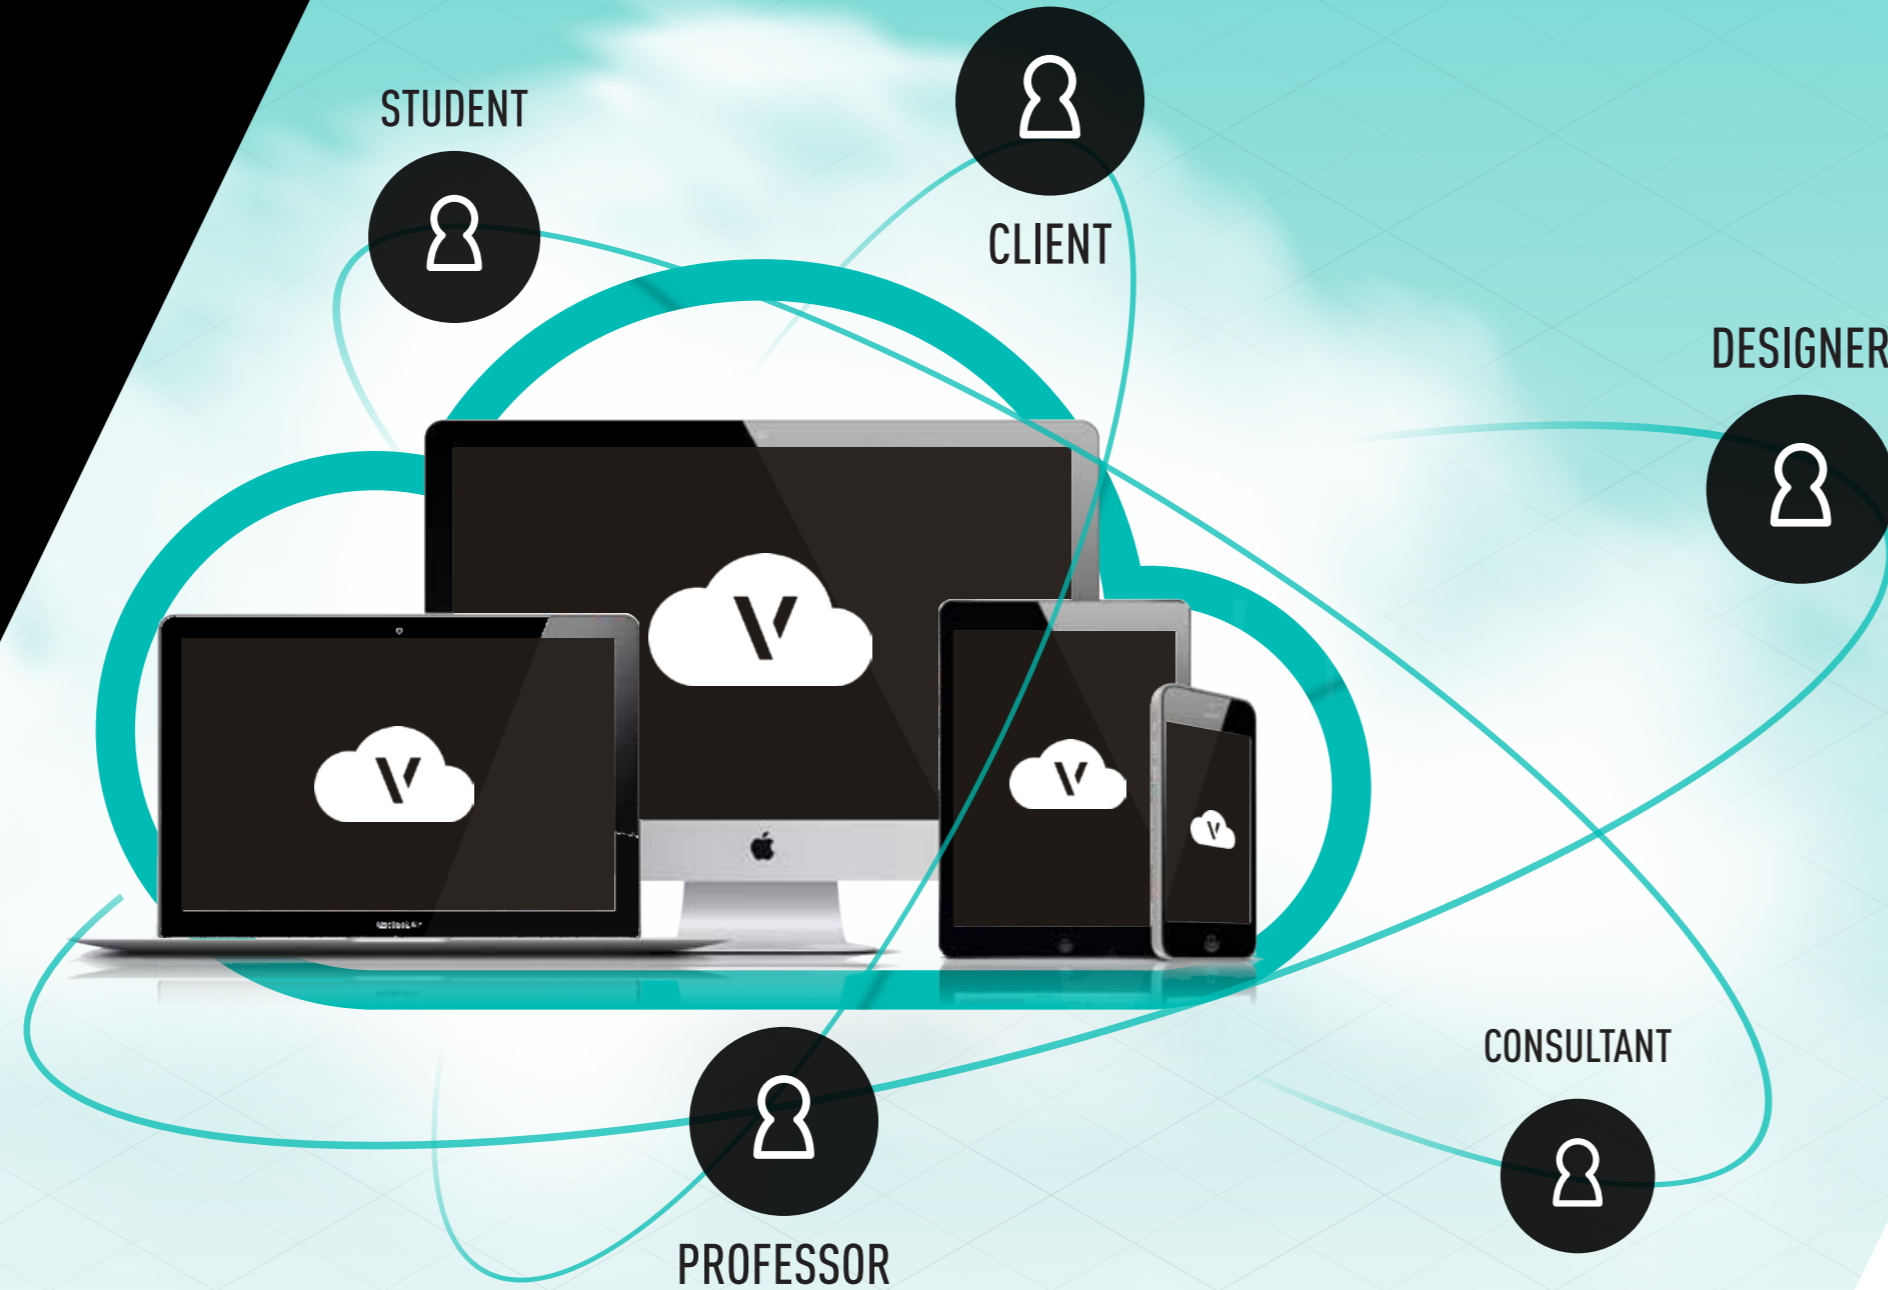 STUDENT
CLIENT
DESIGNER
V
V
V
V
CONSULTANT
PROFESSOR